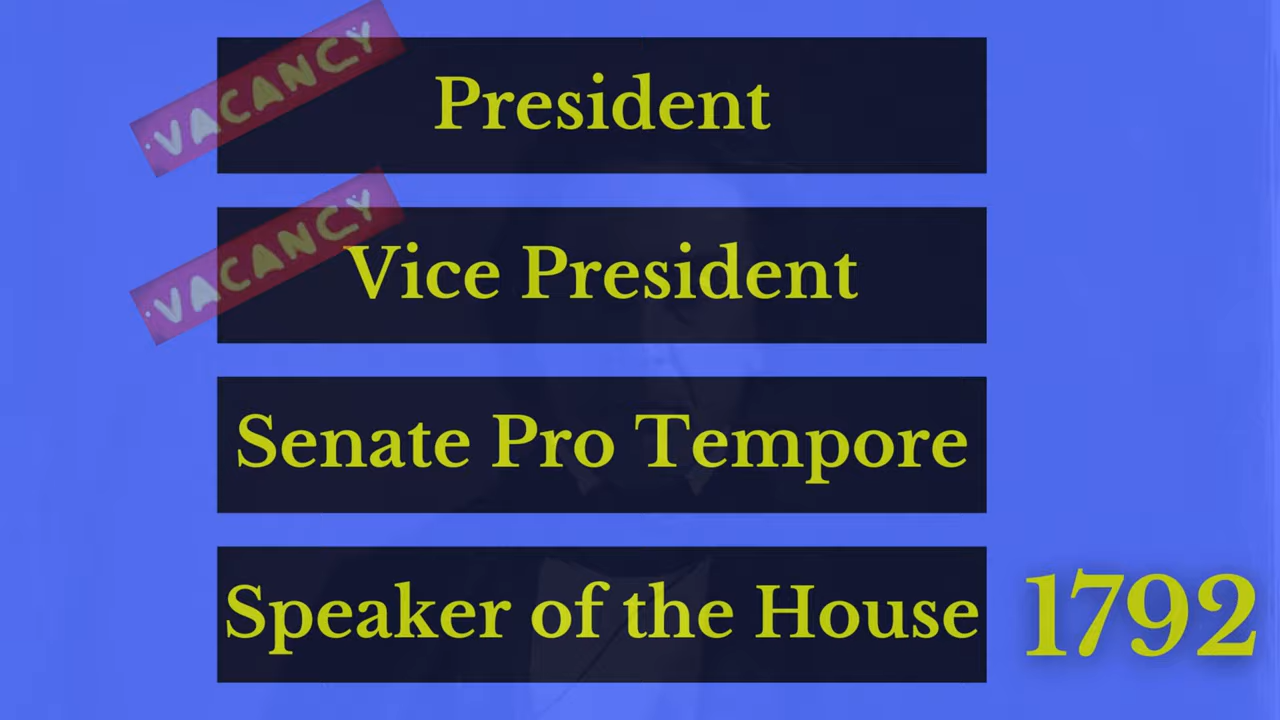 VACANCY
President
VACANCY
Vice President
Senate Pro Tempore
Speaker of the House
1792